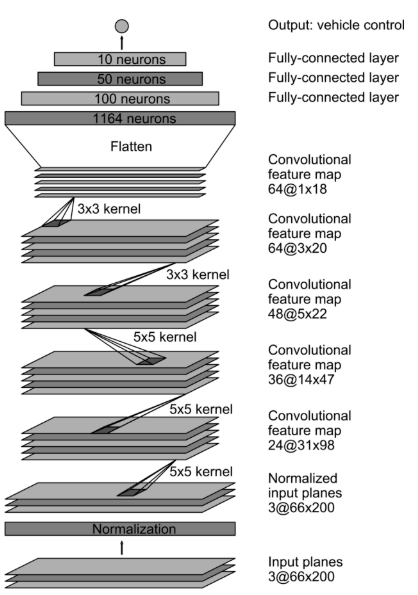 Output: vehicle control
10 neurons
Fully-connected layer
50 neurons
Fully-connected layer
100 neurons
Fully-connected layer
1164 neurons
Flatten
Convolutional
feature map
64@1x18
3x3 kernel
Convolutional
feature map
64@3x20
3x3 kernel
Convolutional
feature map
48@5x22
5x5 kernel
Convolutional
feature map
36@14x47
5x5 kernel
Convolutional
feature map
24@31x98
5x5 kernel
Normalized
input planes
3@66x200
Normalization
Input planes
3@66x200